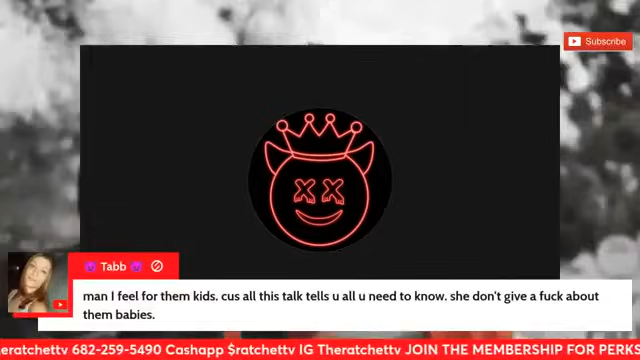 Subscribe
😈 Tabb 😈
man I feel for them kids. cus all this talk tells u all u need to know. she don't give a fuck about
them babies.
eratchettv 682-259-5490 Cashapp $ratchettv IG Theratchettv JOIN THE MEMBERSHIP FOR PERKS